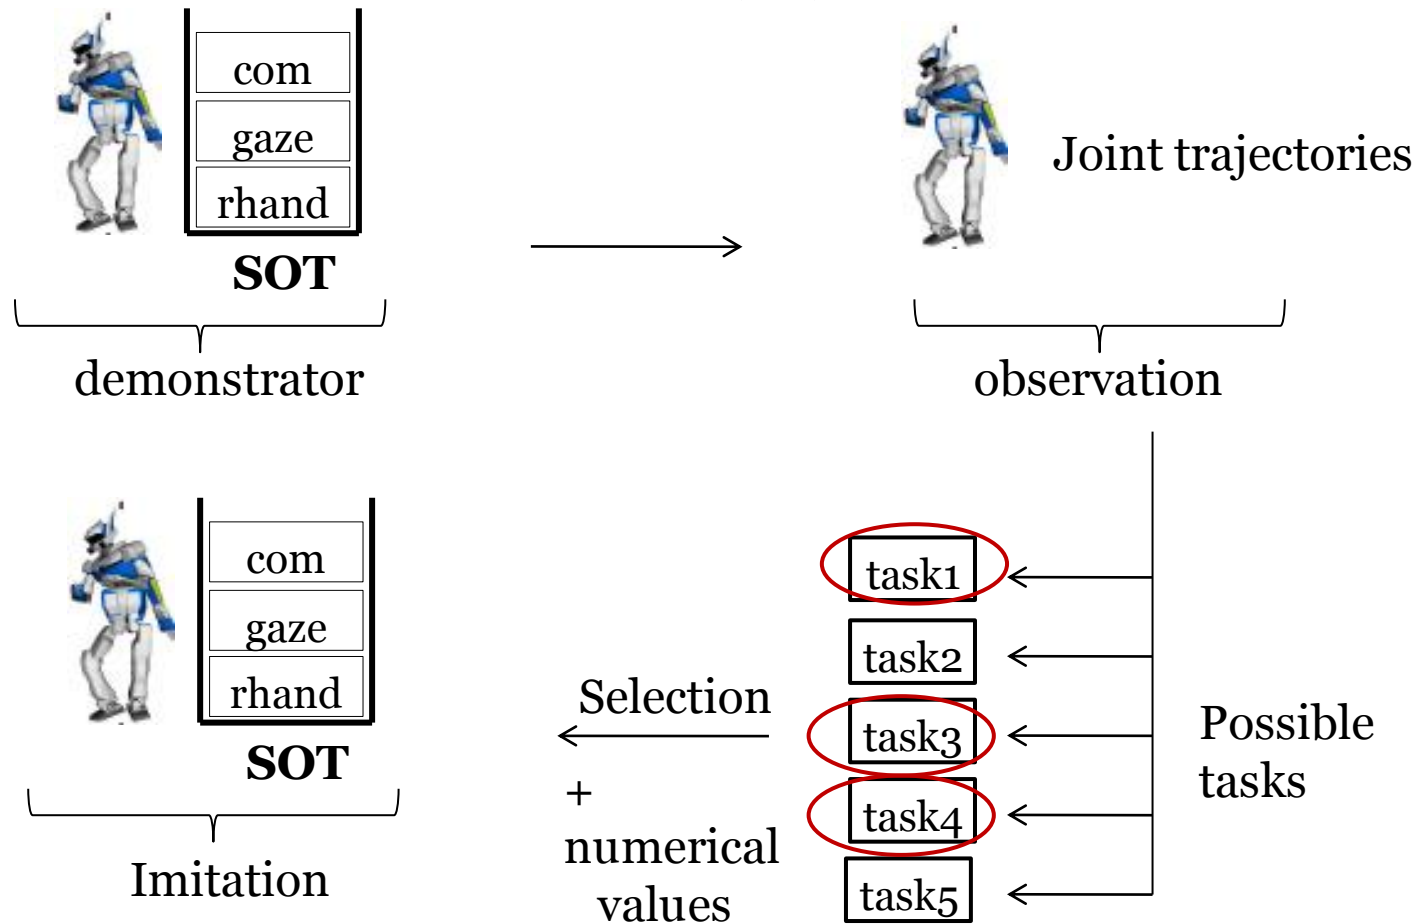 com
gaze
rhand
SOT
demonstrator
Joint trajectories
observation
com
gaze
rhand
SOT
Imitation
Selection
+
numerical
values
task1
task2
task3
task4
task5
Possible
tasks